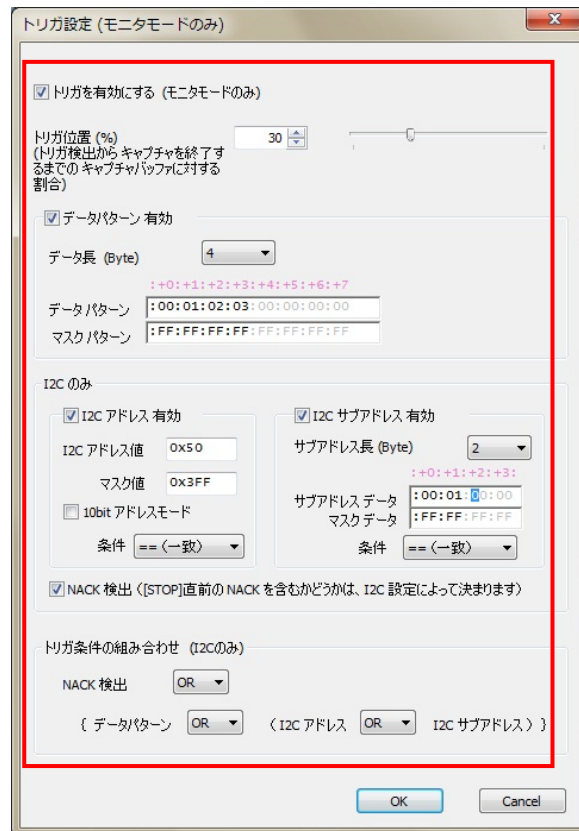 トリガ設定 (モニタモードのみ)
トリガを有効にする (モニタモードのみ)
トリガ位置 (%)
30
(トリガ検出から キャプチャを終了す
るまでの キャプチャバッファに対する
割合)
データパターン 有効
データ長 (Byte)
4
:+0:+1:+2:+3:+4:+5:+6:+7
データパターン
:00:01:02:03:00:00:00:00
マスクパターン
:FF:FF:FF:FF:FF:FF:FF:FF
I2C のみ
I2C アドレス 有効
I2C アドレス値
0x50
マスク値
0x3FF
10bit アドレスモード
条件
== (一致)
I2C サブアドレス 有効
サブアドレス長 (Byte)
2
:+0:+1:+2:+3:
サブアドレス データ
:00:01:00:00
マスク データ
:FF:FF:FF:FF
条件
== (一致)
NACK 検出 ([STOP]直前の NACK を含むかどうかは、I2C 設定によって決まります)
トリガ条件の組み合わせ (I2Cのみ)
NACK 検出
OR
{ データパターン OR ( I2C アドレス OR I2C サブアドレス ) }
OK
Cancel